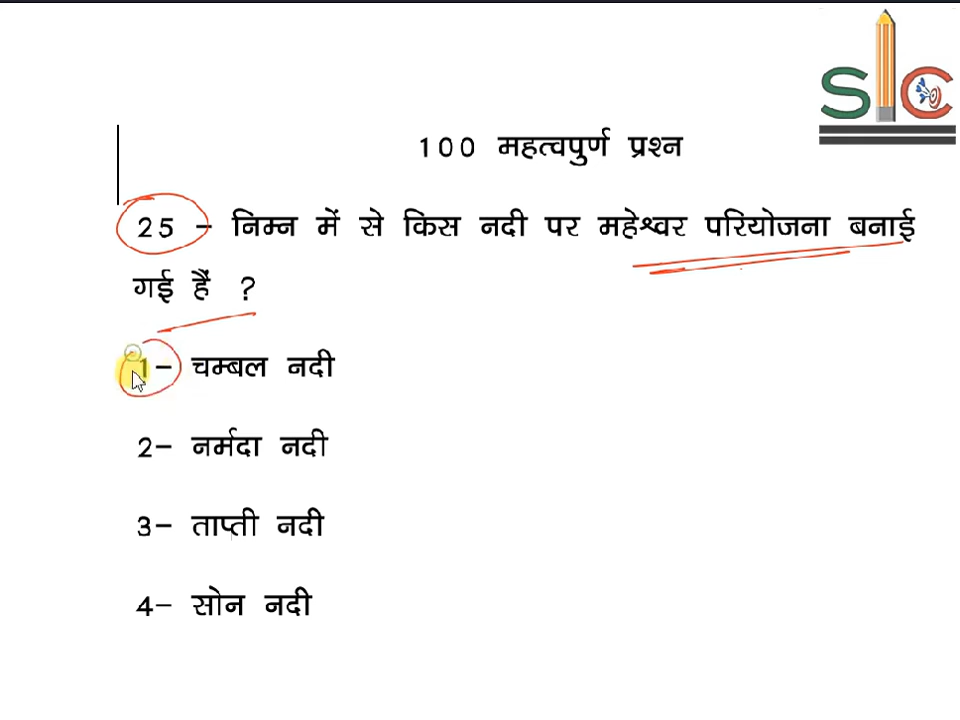 SIC
100 महत्वपुर्ण प्रश्न
25 - निम्न में से किस नदी पर महेश्वर परियोजना बनाई
गई हैं ?
1- चम्बल नदी
2- नर्मदा नदी
3- ताप्ती नदी
4- सोन नदी